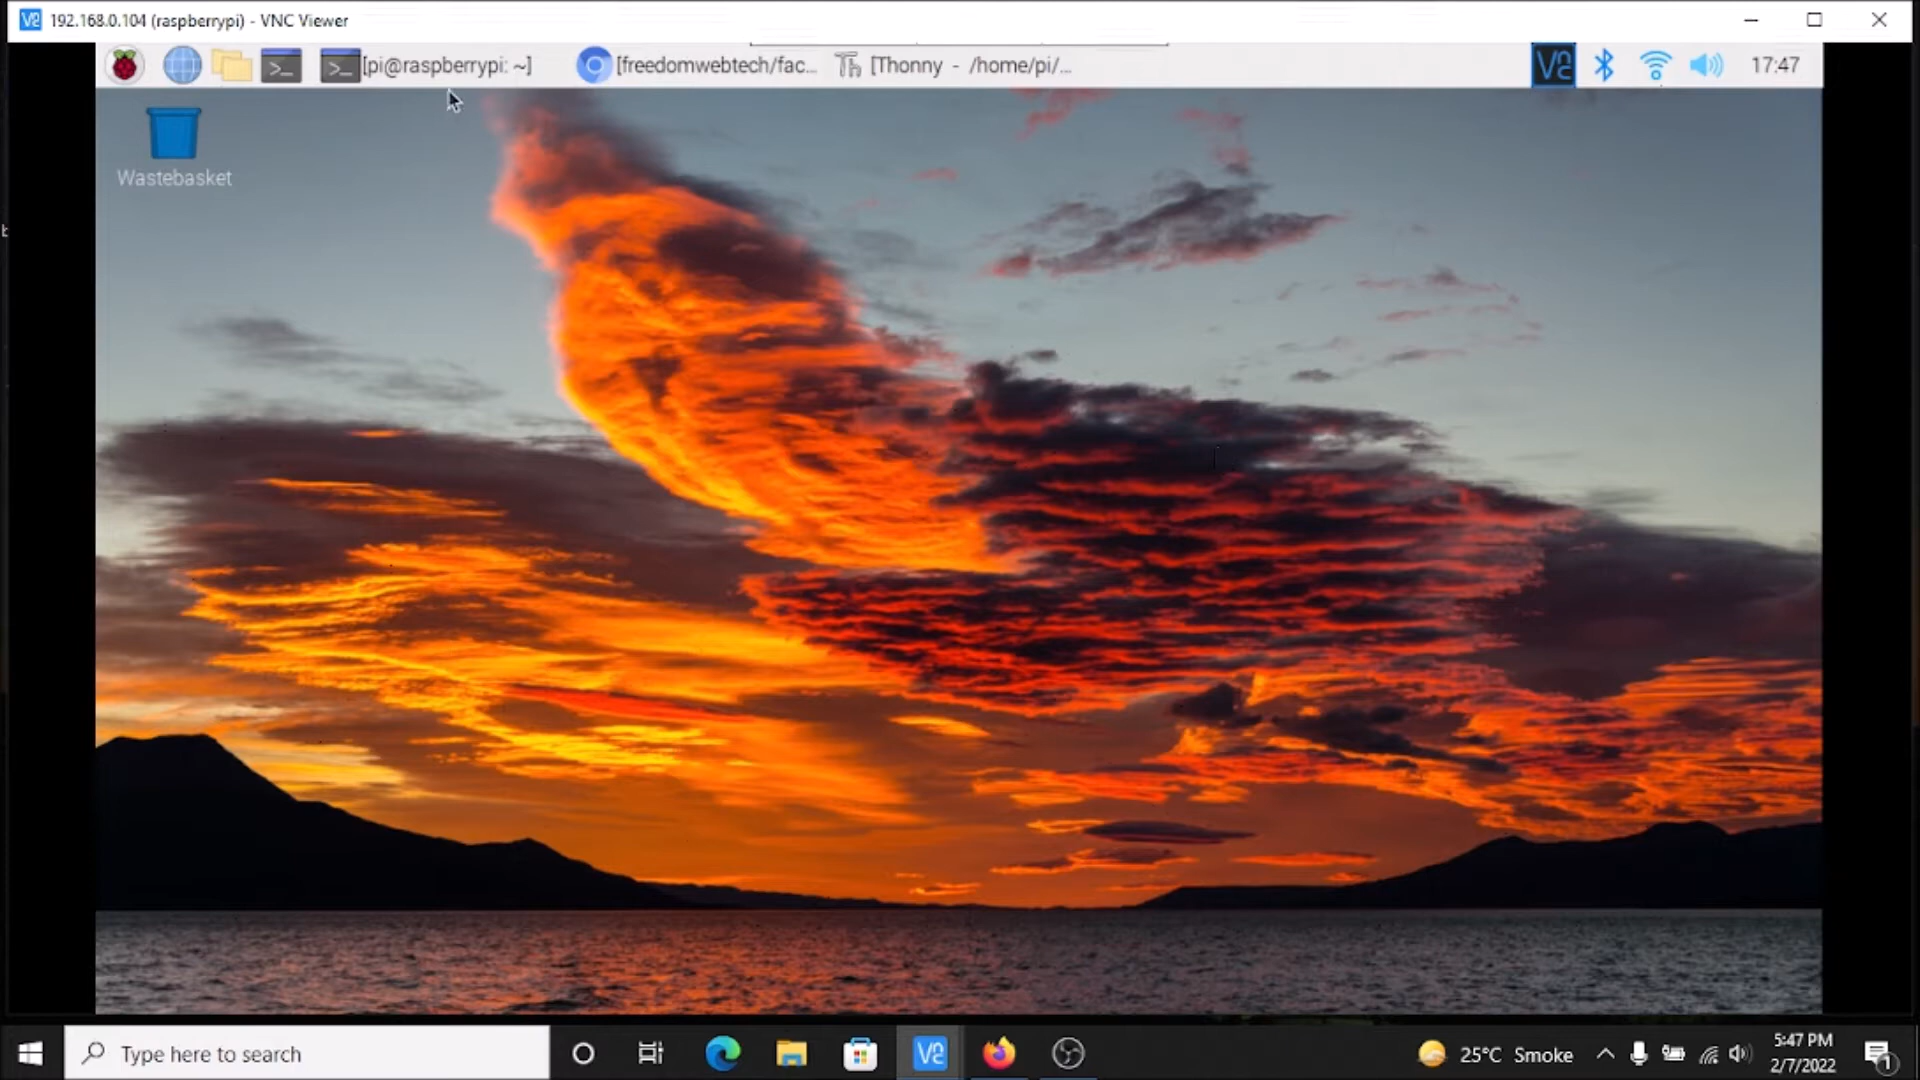 192.168.0.104 (raspberrypi) - VNC Viewer
[pi@raspberrypi: ~]
[freedomwebtech/fac...
[Thonny - /home/pi/...
17:47
Wastebasket
Type here to search
25°C Smoke
5:47 PM
2/7/2022
1